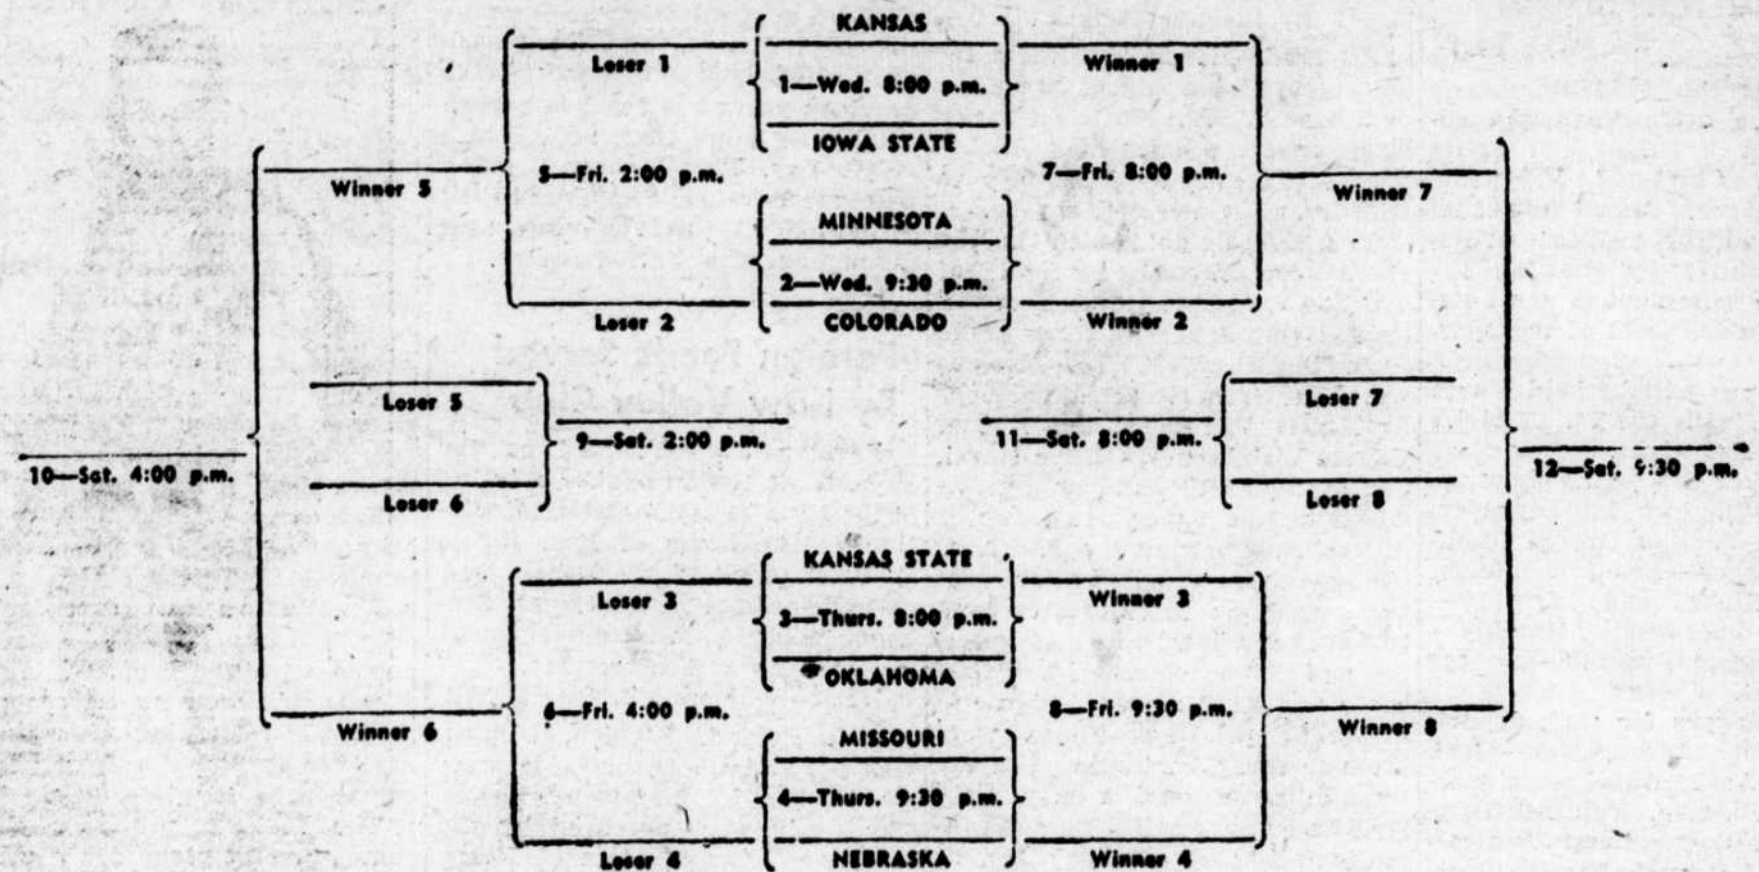 KANSAS
Loser 1
Winner 1
1—Wed. 8:00 p.m.
IOWA STATE
Winner 5
5—Fri. 2:00 p.m.
7—Fri. 8:00 p.m.
Winner 7
MINNESOTA
2—Wed. 9:30 p.m.
Loser 2
COLORADO
Winner 2
Loser 5
Loser 7
9—Sat. 2:00 p.m.
11—Sat. 8:00 p.m.
10—Sat. 4:00 p.m.
12—Sat. 9:30 p.m.
Loser 6
Loser 8
KANSAS STATE
Loser 3
Winner 3
3—Thurs. 8:00 p.m.
OKLAHOMA
6—Fri. 4:00 p.m.
8—Fri. 9:30 p.m.
Winner 6
Winner 8
MISSOURI
4—Thurs. 9:30 p.m.
Loser 4
NEBRASKA
Winner 4